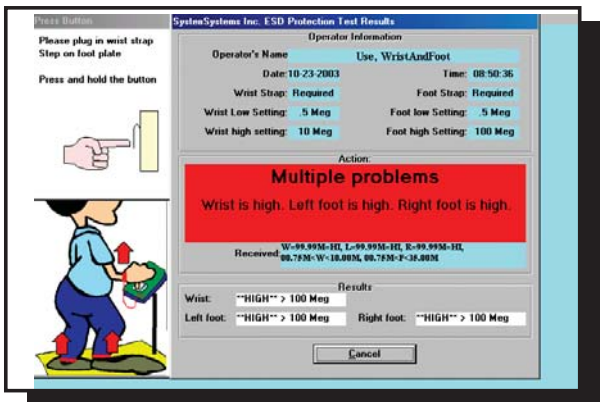 Press Button
Please plug in wrist strap
Step on foot plate
Press and hold the button
SystenSystems Inc. ESD Protection Test Results
Operator Information
Operator's Name Use, WristAndFoot
Date: 10-23-2003 Time: 08:50:36
Wrist Strap: Required Foot Strap: Required
Wrist Low Setting: .5 Meg Foot low Setting: .5 Meg
Wrist high setting: 10 Meg Foot high Setting: 100 Meg
Action:
Multiple problems
Wrist is high. Left foot is high. Right foot is high.
Received: W=99.99M=HI, L=99.99M=HI, R=99.99M=HI,
00.75M<W<10.00M, 00.75M<F<35.00M
Results
Wrist: **HIGH** > 100 Meg
Left foot: **HIGH** > 100 Meg Right foot: **HIGH** > 100 Meg
Cancel